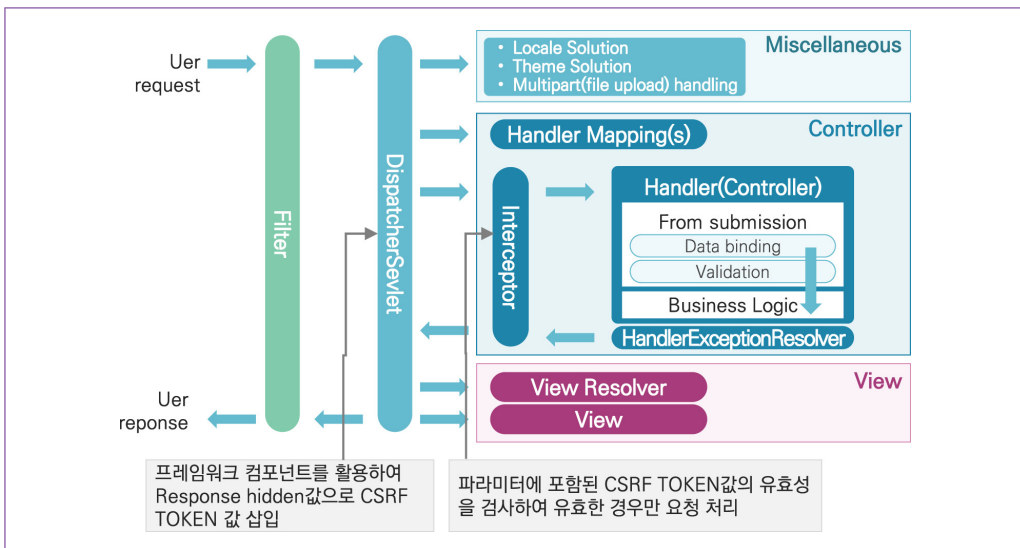 Uer
request
Filter
DispatcherSevlet
Miscellaneous
• Locale Solution
• Theme Solution
• Multipart(file upload) handling
Controller
Handler Mapping(s)
Interceptor
Handler(Controller)
From submission
Data binding
Validation
Business Logic
HandlerExceptionResolver
View
View Resolver
View
Uer
reponse
프레임워크 컴포넌트를 활용하여
Response hidden값으로 CSRF
TOKEN 값 삽입
파라미터에 포함된 CSRF TOKEN값의 유효성
을 검사하여 유효한 경우만 요청 처리